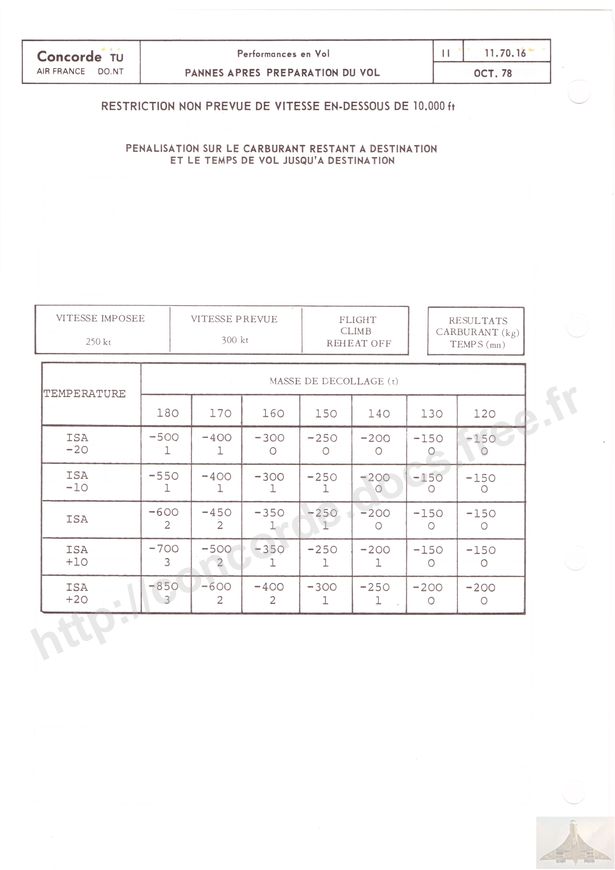 Concorde TU
AIR FRANCE DO.NT
Performances en Vol
PANNES APRES PREPARATION DU VOL
II 11.70.16
OCT. 78
RESTRICTION NON PREVUE DE VITESSE EN-DESSOUS DE 10.000 ft
PENALISATION SUR LE CARBURANT RESTANT A DESTINATION
ET LE TEMPS DE VOL JUSQU'A DESTINATION
VITESSE IMPOSEE
250 kt
VITESSE PREVUE
300 kt
FLIGHT
CLIMB
REHEAT OFF
RESULTATS
CARBURANT (kg)
TEMPS (mn)
TEMPERATURE
MASSE DE DECOLLAGE (t)
180 170 160 150 140 130 120
ISA -500 -400 -300 -250 -200 -150 -150
-20 1 1 0 0 0 0 0
ISA -550 -400 -300 -250 -200 -150 -150
-10 1 1 1 1 0 0 0
ISA -600 -450 -350 -250 -200 -150 -150
2 2 1 1 0 0 0
ISA -700 -500 -350 -250 -200 -150 -150
+10 3 2 1 1 1 0 0
ISA -850 -600 -400 -300 -250 -200 -200
+20 3 2 2 1 1 0 0
http://concorde.docs.free.fr